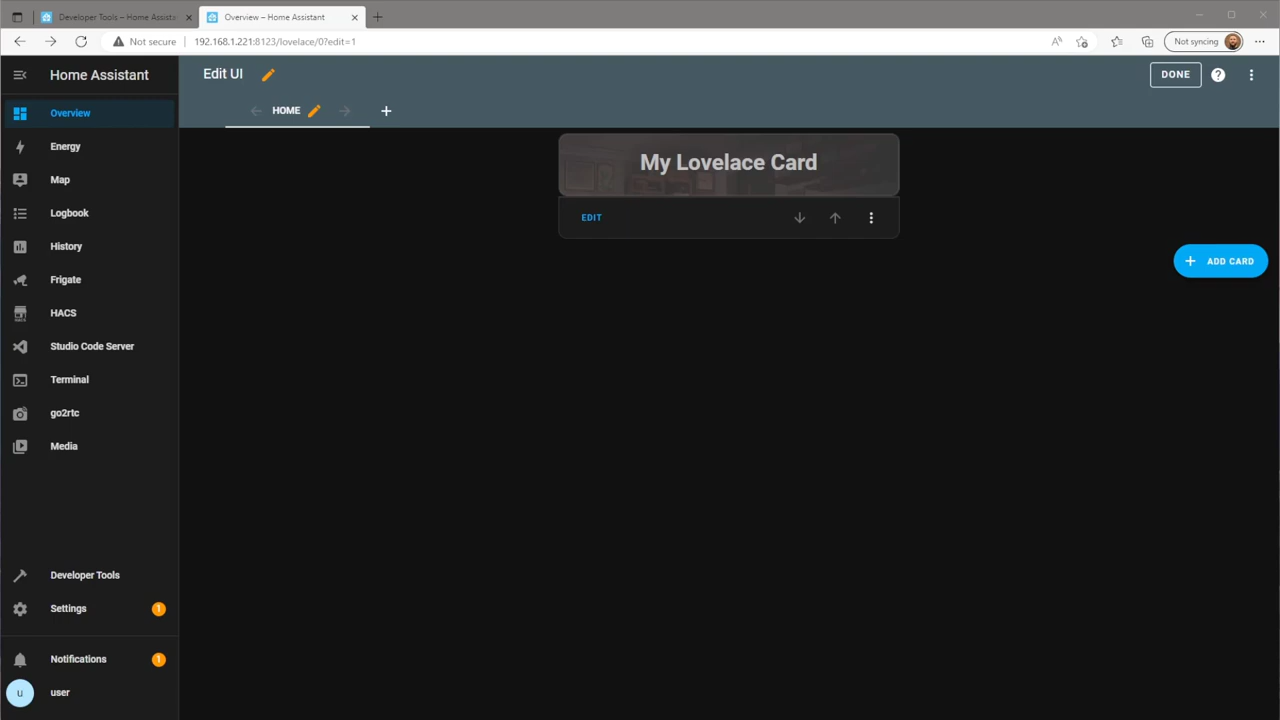 Developer Tools – Home Assista
Overview – Home Assistant
Not secure
192.168.1.221:8123/lovelace/0?edit=1
Not syncing
Home Assistant
Edit UI
DONE
HOME
Overview
Energy
Map
Logbook
History
Frigate
HACS
HACS
Studio Code Server
Terminal
go2rtc
Media
Developer Tools
Settings
1
Notifications
1
u
user
My Lovelace Card
EDIT
ADD CARD